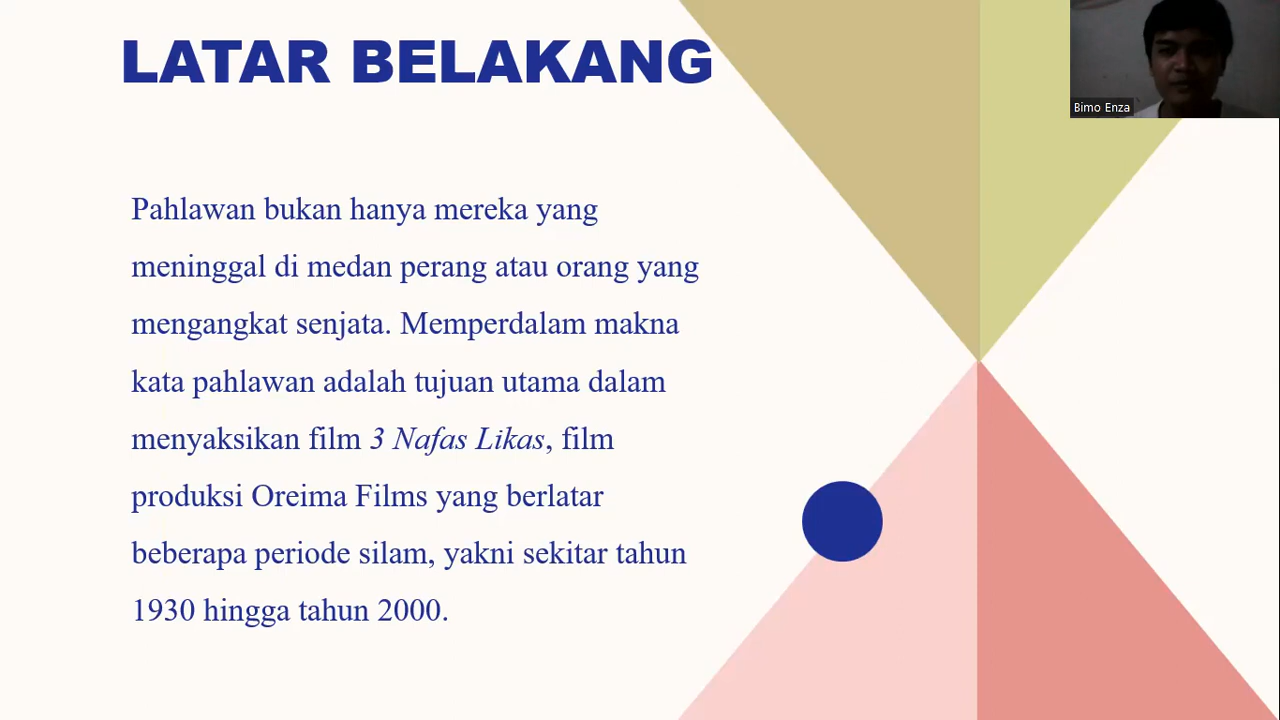 LATAR BELAKANG
Bimo Enza
Pahlawan bukan hanya mereka yang
meninggal di medan perang atau orang yang
mengangkat senjata. Memperdalam makna
kata pahlawan adalah tujuan utama dalam
menyaksikan film 3 Nafas Likas, film
produksi Oreima Films yang berlatar
beberapa periode silam, yakni sekitar tahun
1930 hingga tahun 2000.